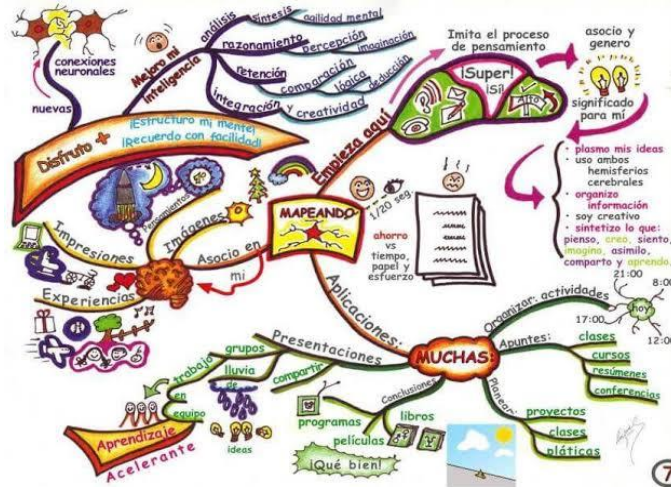 conexiones
neuronales
nuevas
Disfruto +
¡Estructuro mi mente!
¡Recuerdo con facilidad!
Mejoro mi
inteligencia
análisis
síntesis
agilidad mental
razonamiento
percepción
imaginación
retención
comparación
lógica
deducción
integración y creatividad
Empieza aquí
Imita el proceso
de pensamiento
¡Super!
¡Sí!
Alto
asocio y
genero
significado
para mí
• plasmo mis ideas
• uso ambos
hemisferios
cerebrales
• organizo
información
• soy creativo
• sintetizo lo que:
pienso, creo, siento,
imagino, asimilo,
comparto y aprendo.
MAPEANDO
1/20 seg.
ahorro
vs
tiempo,
papel y
esfuerzo
Asocio en
mi
Pensamientos
Imágenes
Impresiones
Experiencias
Aplicaciones:
MUCHAS:
Organizar: actividades
21:00
8:00
hoy
17:00
12:00
Apuntes:
clases
cursos
resúmenes
conferencias
Planear:
proyectos
clases
pláticas
Conclusiones
libros
programas
películas
¡Qué bien!
Presentaciones
grupos
compartir
lluvia
de
ideas
trabajo
en
equipo
Aprendizaje
Acelerante
7